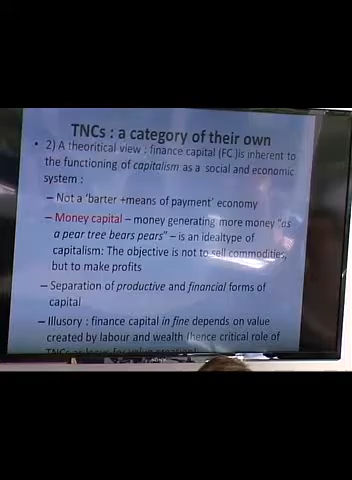 TNCs : a category of their own
• 2) A theoritical view : finance capital (FC )is inherent to
the functioning of capitalism as a social and economic
system :
– Not a ‘barter +means of payment’ economy
– Money capital – money generating more money “as
a pear tree bears pears” – is an idealtype of
capitalism: The objective is not to sell commodities,
but to make profits
– Separation of productive and financial forms of
capital
– Illusory : finance capital in fine depends on value
created by labour and wealth (hence critical role of
TNCs as